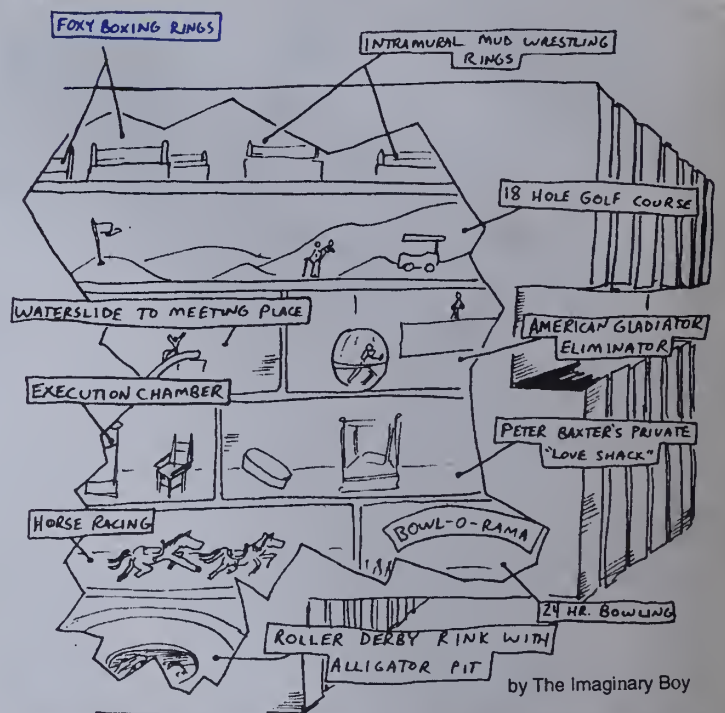 FOXY BOXING RINGS
INTRAMURAL MUD WRESTLING
RINGS
18 HOLE GOLF COURSE
WATERSLIDE TO MEETING PLACE
AMERICAN GLADIATOR
ELIMINATOR
EXECUTION CHAMBER
PETER BAXTER'S PRIVATE
"LOVE SHACK"
HORSE RACING
BOWL-O-RAMA
24 HR. BOWLING
ROLLER DERBY RINK WITH
ALLIGATOR PIT
by The Imaginary Boy